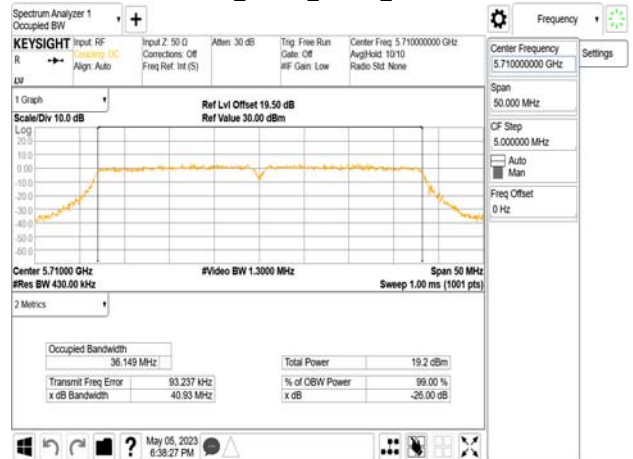 Spectrum Analyzer 1
Occupied BW
Frequency
KEYSIGHT
R
LVI
Input: RF
Coupling: DC
Align: Auto
Input Z: 50 Ω
Corrections: Off
Freq Ref: Int (S)
Atten: 30 dB
Trig: Free Run
Gate: Off
#IF Gain: Low
Center Freq: 5.710000000 GHz
Avg|Hold: 10/10
Radio Std: None
Center Frequency
5.710000000 GHz
Settings
Span
50.000 MHz
CF Step
5.000000 MHz
Auto
Man
Freq Offset
0 Hz
1 Graph
Scale/Div 10.0 dB
Ref Lvl Offset 19.50 dB
Ref Value 30.00 dBm
Log
20.0
10.0
0.00
-10.0
-20.0
-30.0
-40.0
-50.0
-60.0
Center 5.71000 GHz
#Res BW 430.00 kHz
#Video BW 1.3000 MHz
Span 50 MHz
Sweep 1.00 ms (1001 pts)
2 Metrics
Occupied Bandwidth
36.149 MHz
Transmit Freq Error 93.237 kHz
x dB Bandwidth 40.93 MHz
Total Power 19.2 dBm
% of OBW Power 99.00 %
x dB -26.00 dB
?
May 05, 2023
6:38:27 PM